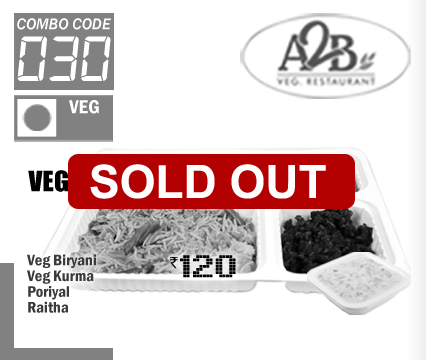 COMBO CODE
030
A2B
VEG. RESTAURANT
VEG
VEG
SOLD OUT
₹120
Veg Biryani
Veg Kurma
Poriyal
Raitha